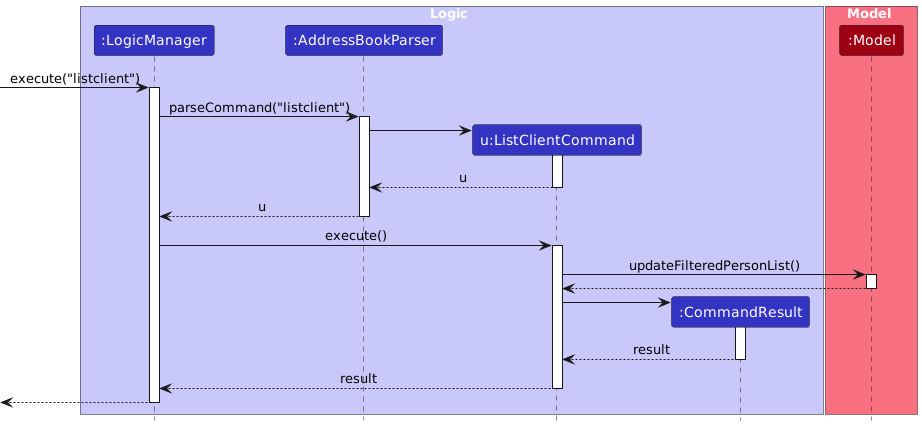 Logic
Model
:LogicManager
:AddressBookParser
:Model
execute("listclient")
parseCommand("listclient")
u:ListClientCommand
u
u
execute()
updateFilteredPersonList()
:CommandResult
result
result